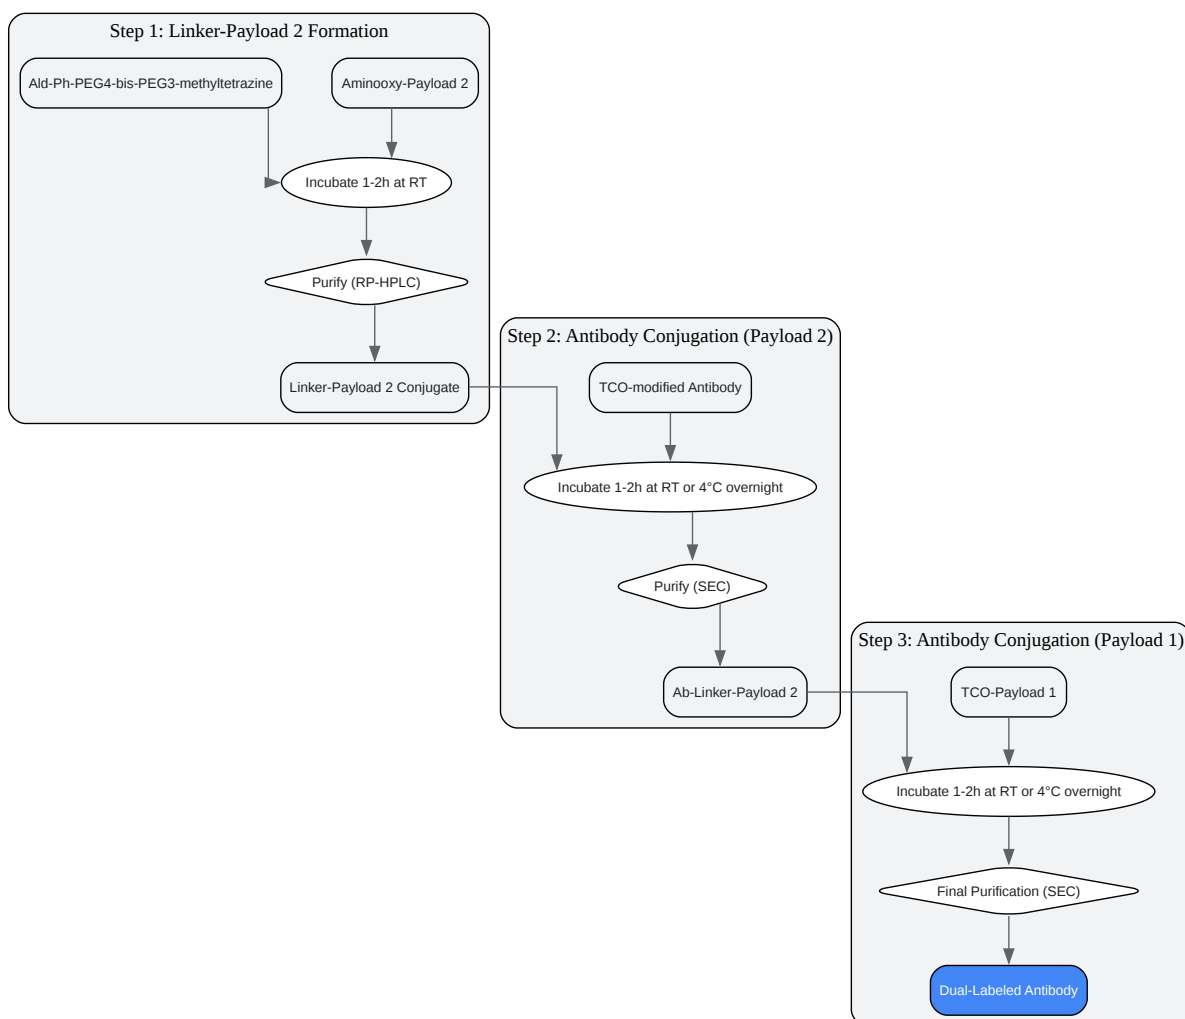 Step 1: Linker-Payload 2 Formation
Ald-Ph-PEG4-bis-PEG3-methyltetrazine
Aminooxy-Payload 2
Incubate 1-2h at RT
Purify (RP-HPLC)
Linker-Payload 2 Conjugate
Step 2: Antibody Conjugation (Payload 2)
TCO-modified Antibody
Incubate 1-2h at RT or 4°C overnight
Purify (SEC)
Ab-Linker-Payload 2
Step 3: Antibody Conjugation (Payload 1)
TCO-Payload 1
Incubate 1-2h at RT or 4°C overnight
Final Purification (SEC)
Dual-Labeled Antibody